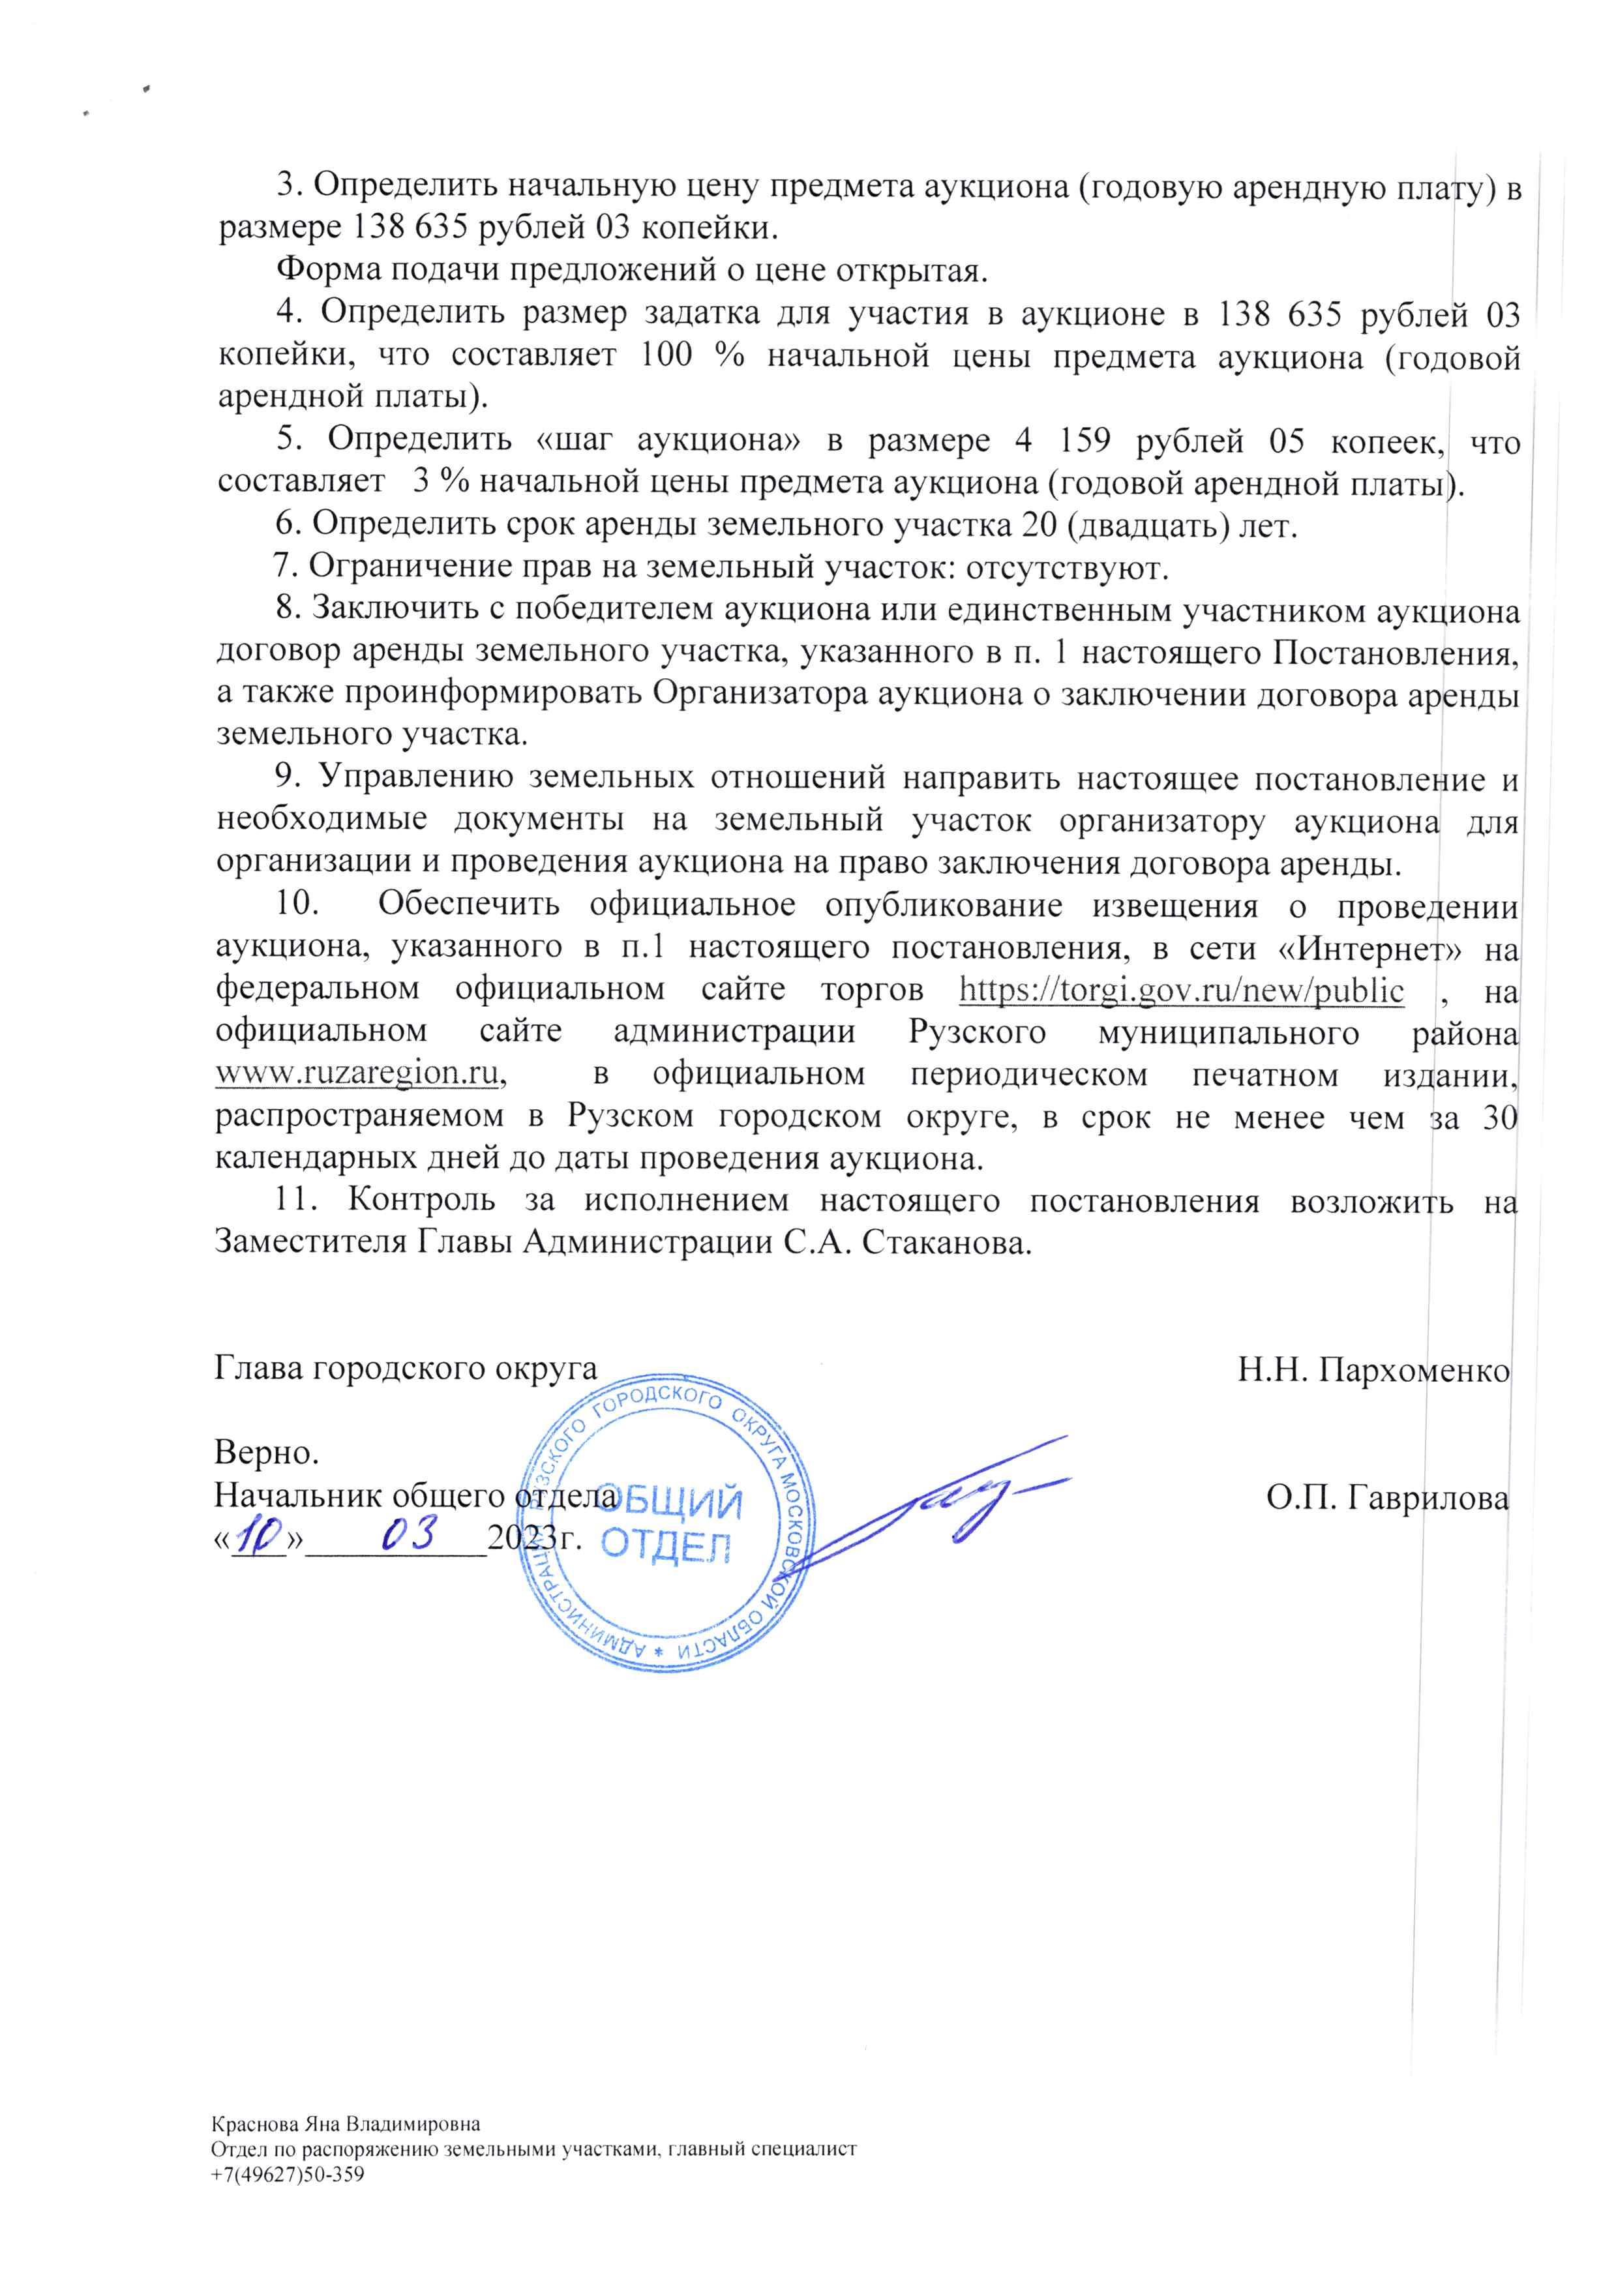 3. Определить начальную цену предмета аукциона (годовую арендную плату) в
размере 138 635 рублей 03 копейки.
Форма подачи предложений о цене открытая.
4. Определить размер задатка для участия в аукционе в 138 635 рублей 03
копейки, что составляет 100 % начальной цены предмета аукциона (годовой
арендной платы).
5. Определить «шаг аукциона» в размере 4 159 рублей 05 копеек, что
составляет 3 % начальной цены предмета аукциона (годовой арендной платы).
6. Определить срок аренды земельного участка 20 (двадцать) лет.
7. Ограничение прав на земельный участок: отсутствуют.
8. Заключить с победителем аукциона или единственным участником аукциона
договор аренды земельного участка, указанного в п. 1 настоящего Постановления,
а также проинформировать Организатора аукциона о заключении договора аренды
земельного участка.
9. Управлению земельных отношений направить настоящее постановление и
необходимые документы на земельный участок организатору аукциона для
организации и проведения аукциона на право заключения договора аренды.
10. Обеспечить официальное опубликование извещения о проведении
аукциона, указанного в п.1 настоящего постановления, в сети «Интернет» на
федеральном официальном сайте торгов https://torgi.gov.ru/new/public , на
официальном сайте администрации Рузского муниципального района
www.ruzaregion.ru, в официальном периодическом печатном издании,
распространяемом в Рузском городском округе, в срок не менее чем за 30
календарных дней до даты проведения аукциона.
11. Контроль за исполнением настоящего постановления возложить на
Заместителя Главы Администрации С.А. Стаканова.
Глава городского округа Н.Н. Пархоменко
Верно.
Начальник общего отдела О.П. Гаврилова
«10» 03 2023г.
АДМИНИСТРАЦИЯ РУЗСКОГО ГОРОДСКОГО ОКРУГА МОСКОВСКОЙ ОБЛАСТИ *
ОБЩИЙ
ОТДЕЛ
Краснова Яна Владимировна
Отдел по распоряжению земельными участками, главный специалист
+7(49627)50-359